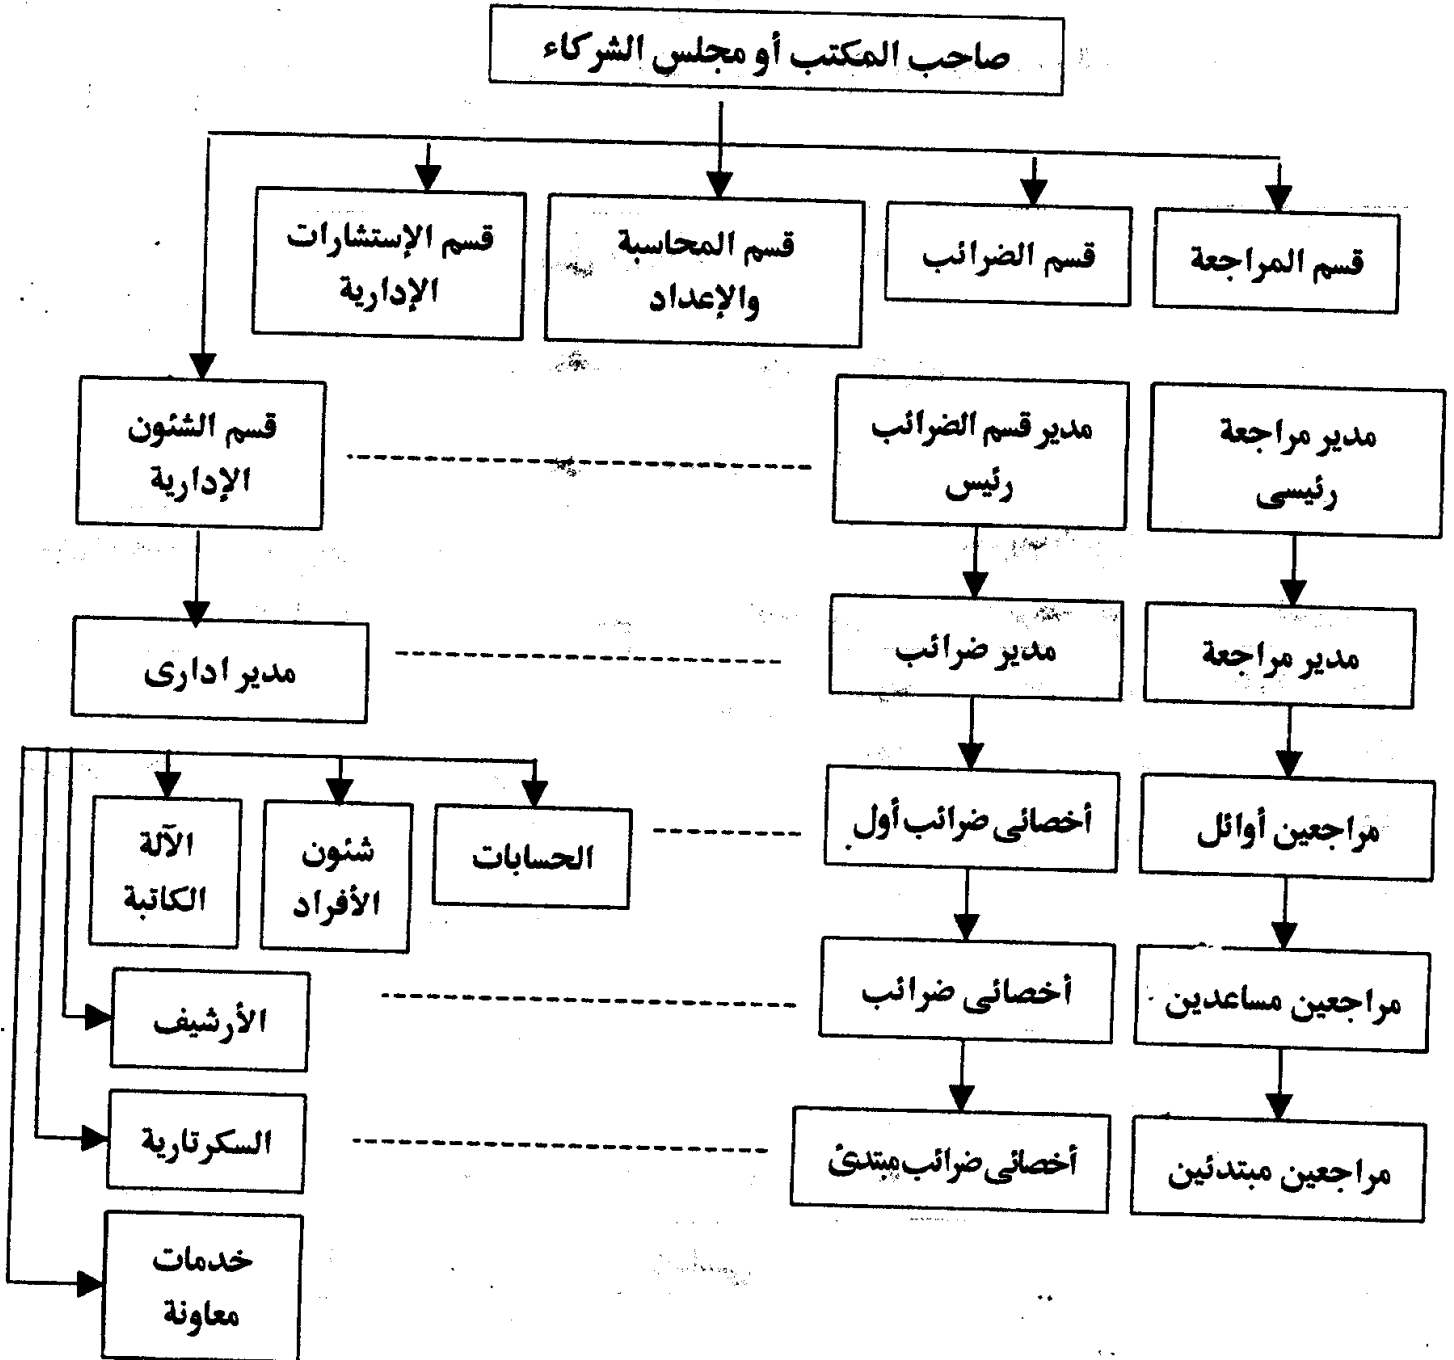 صاحب المكتب أو مجلس الشركاء
قسم المراجعة
قسم الضرائب
قسم المحاسبة
والإعداد
قسم الإستشارات
الإدارية
مدير مراجعة
رئيسى
مدير قسم الضرائب
رئيس
قسم الشئون
الإدارية
مدير مراجعة
مدير ضرائب
مدير ادارى
مراجعين أوائل
أخصائى ضرائب أول
الحسابات
شئون
الأفراد
الآلة
الكاتبة
مراجعين مساعدين
أخصائى ضرائب
الأرشيف
مراجعين مبتدئين
أخصائى ضرائب مبتدئ
السكرتارية
خدمات
معاونة